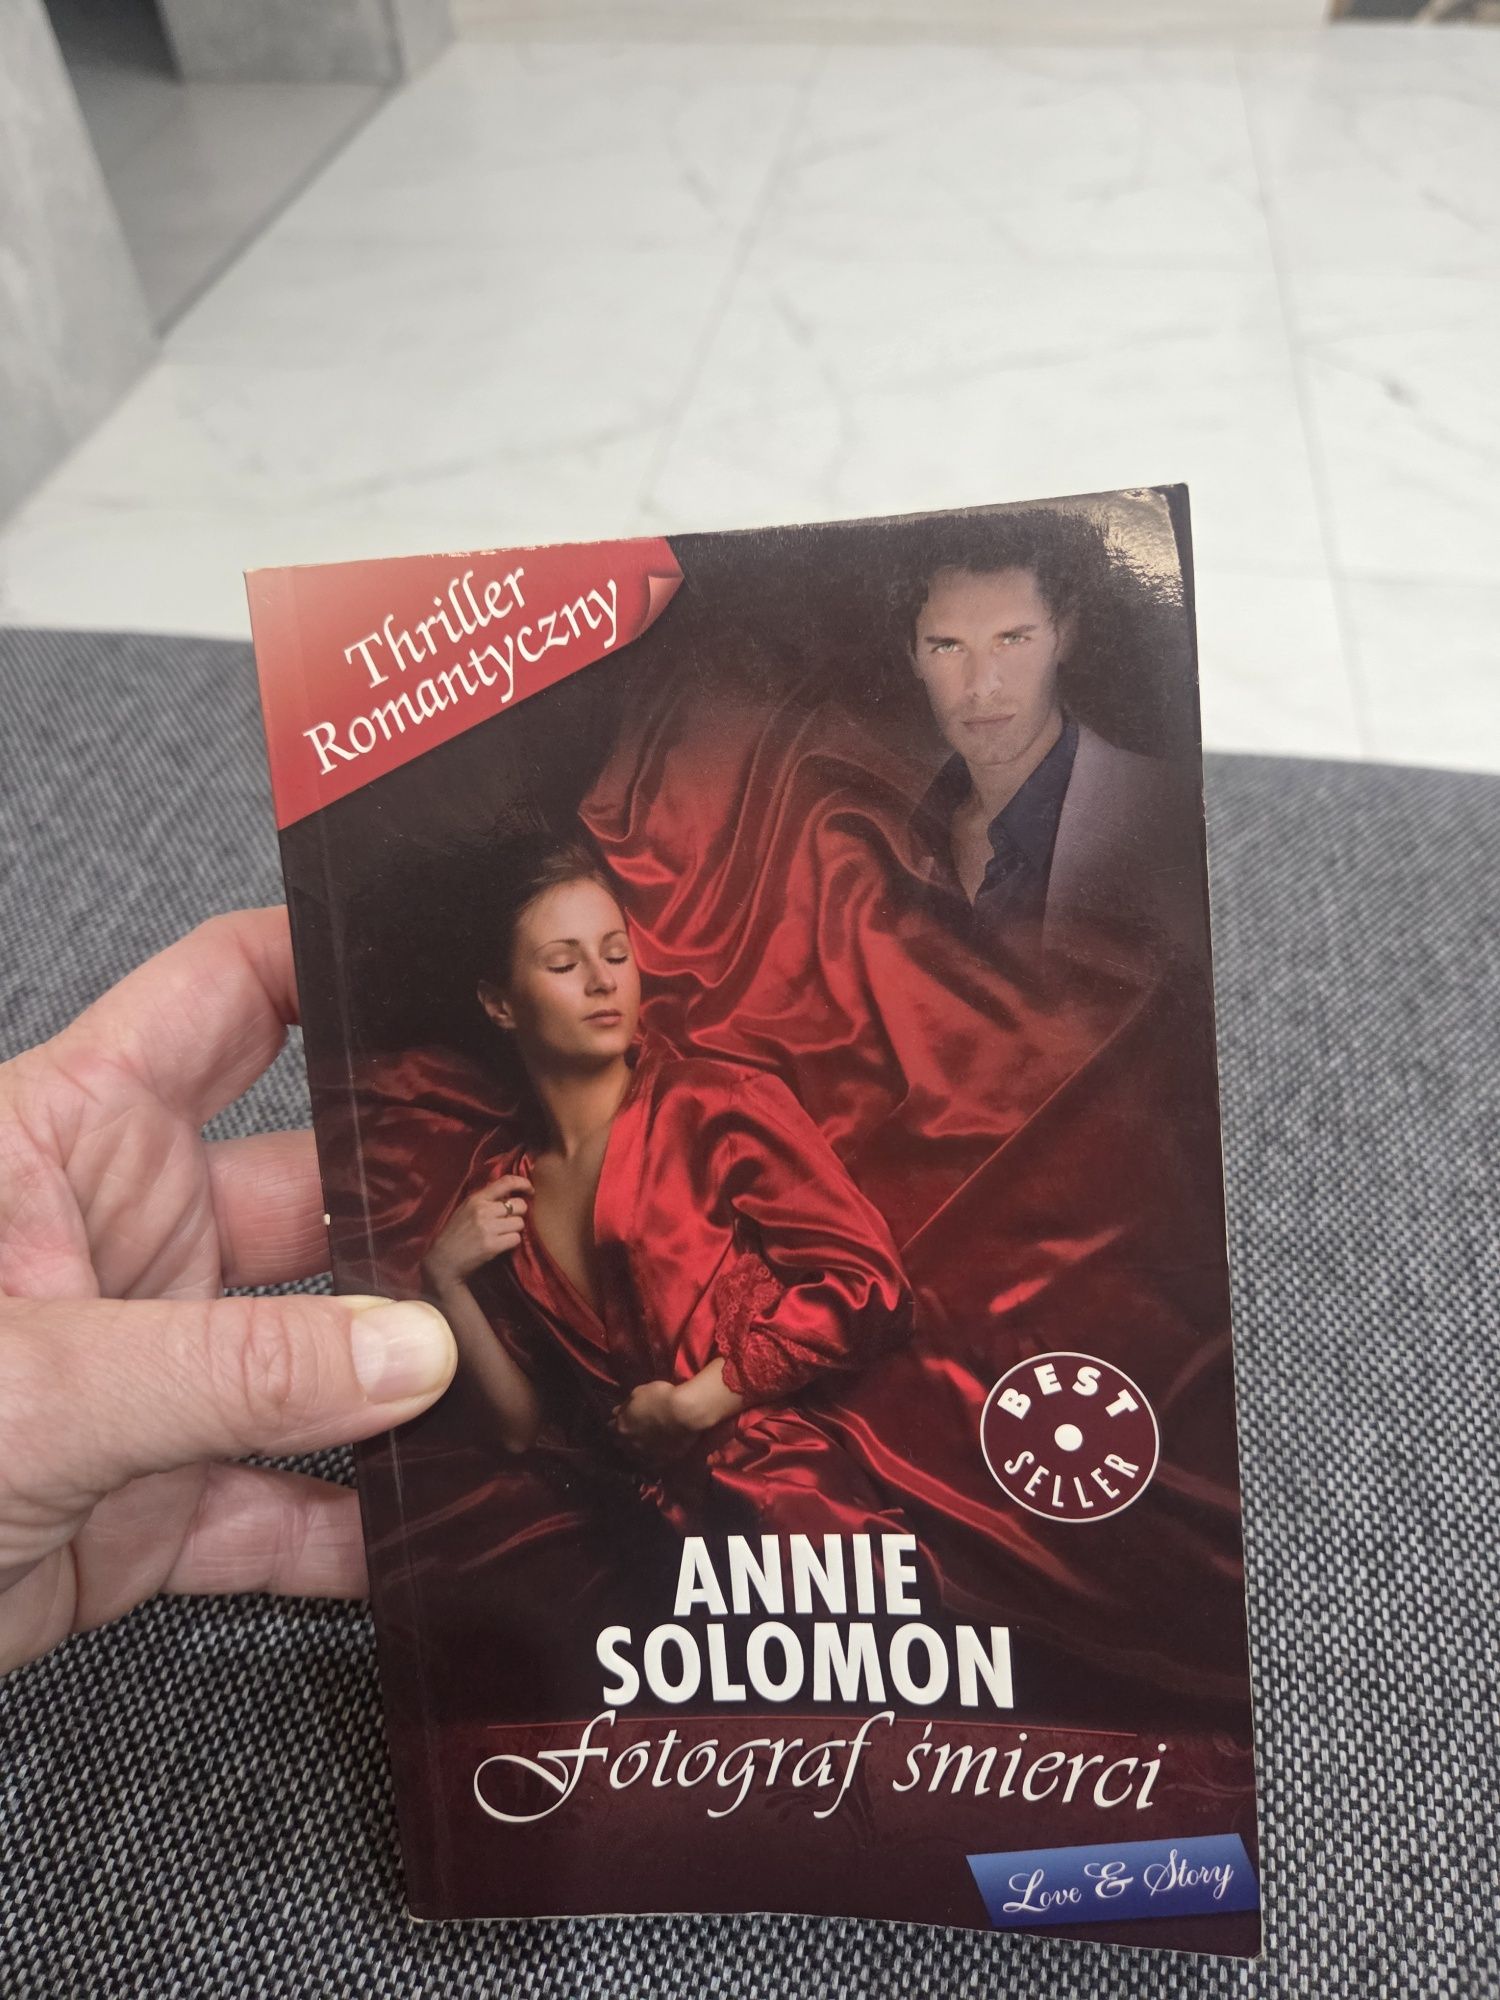 Thriller
Romantyczny
BEST
SELLER
ANNIE
SOLOMON
fotograf śmierci
Love & Story